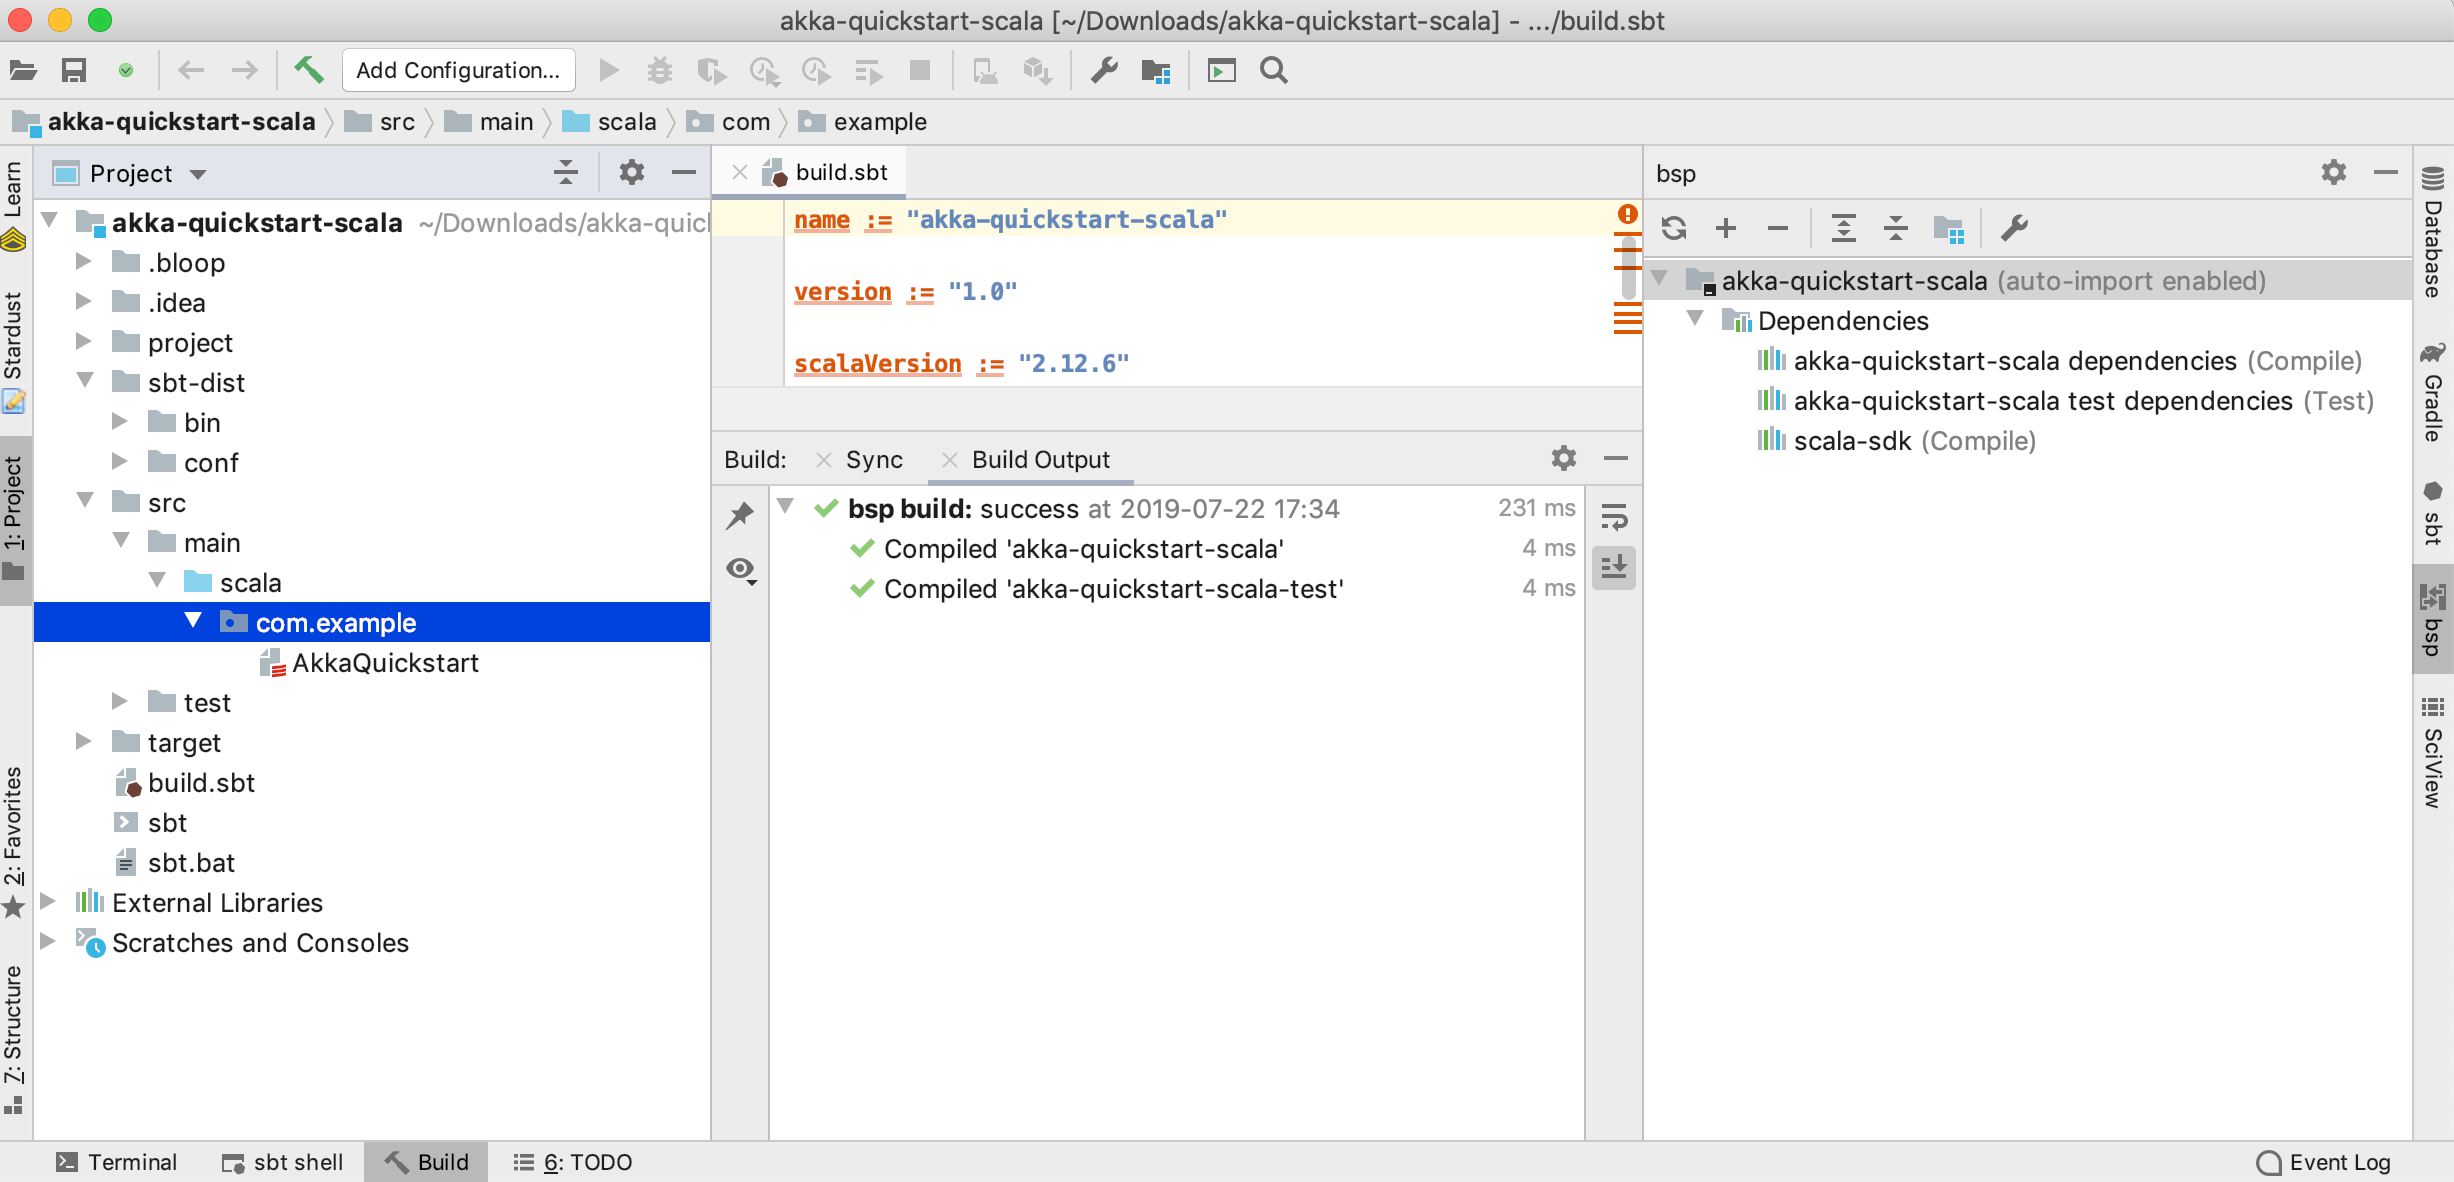 akka-quickstart-scala [~/Downloads/akka-quickstart-scala] - .../build.sbt
Add Configuration...
akka-quickstart-scala
src
main
scala
com
example
Learn
Stardust
1: Project
2: Favorites
7: Structure
Project
akka-quickstart-scala ~/Downloads/akka-quicl
.bloop
.idea
project
sbt-dist
bin
conf
src
main
scala
com.example
AkkaQuickstart
test
target
build.sbt
sbt
sbt.bat
External Libraries
Scratches and Consoles
build.sbt
name := "akka-quickstart-scala"
version := "1.0"
scalaVersion := "2.12.6"
Build:
Sync
Build Output
bsp build: success at 2019-07-22 17:34
231 ms
Compiled 'akka-quickstart-scala'
4 ms
Compiled 'akka-quickstart-scala-test'
4 ms
bsp
akka-quickstart-scala (auto-import enabled)
Dependencies
akka-quickstart-scala dependencies (Compile)
akka-quickstart-scala test dependencies (Test)
scala-sdk (Compile)
Database
Gradle
sbt
bsp
SciView
Terminal
sbt shell
Build
6: TODO
Event Log